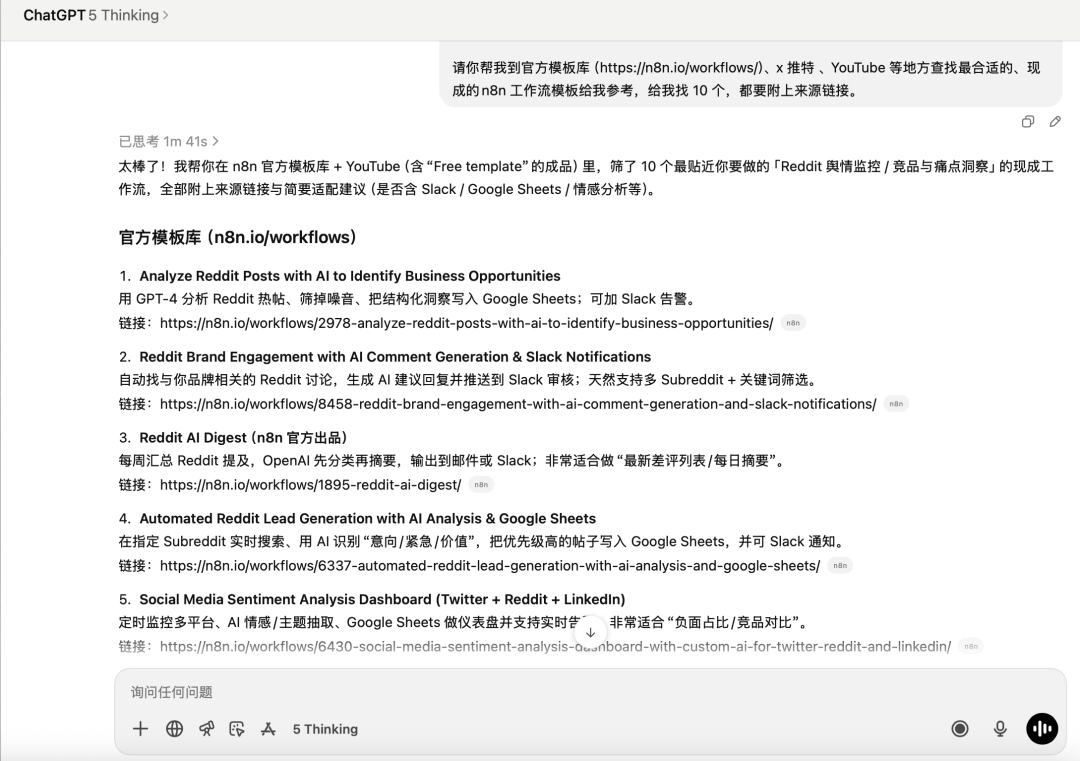 ChatGPT 5 Thinking >
请你帮我到官方模板库 (https://n8n.io/workflows/)、x 推特 、YouTube 等地方查找最合适的、现
成的 n8n 工作流模板给我参考，给我找 10 个，都要附上来源链接。
已思考 1m 41s >
太棒了！我帮你在 n8n 官方模板库 + YouTube（含 “Free template” 的成品）里，筛了 10 个最贴近你要做的「Reddit 舆情监控 / 竞品与痛点洞察」的现成工
作流，全部附上来源链接与简要适配建议（是否含 Slack / Google Sheets / 情感分析等）。
官方模板库（n8n.io/workflows）
1. Analyze Reddit Posts with AI to Identify Business Opportunities
用 GPT-4 分析 Reddit 热帖、筛掉噪音、把结构化洞察写入 Google Sheets；可加 Slack 告警。
链接：https://n8n.io/workflows/2978-analyze-reddit-posts-with-ai-to-identify-business-opportunities/ n8n
2. Reddit Brand Engagement with AI Comment Generation & Slack Notifications
自动找与你品牌相关的 Reddit 讨论，生成 AI 建议回复并推送到 Slack 审核；天然支持多 Subreddit + 关键词筛选。
链接：https://n8n.io/workflows/8458-reddit-brand-engagement-with-ai-comment-generation-and-slack-notifications/ n8n
3. Reddit AI Digest（n8n 官方出品）
每周汇总 Reddit 提及，OpenAI 先分类再摘要，输出到邮件或 Slack；非常适合做 “最新差评列表/每日摘要”。
链接：https://n8n.io/workflows/1895-reddit-ai-digest/ n8n
4. Automated Reddit Lead Generation with AI Analysis & Google Sheets
在指定 Subreddit 实时搜索、用 AI 识别 “意向/紧急/价值”，把优先级高的帖子写入 Google Sheets，并可 Slack 通知。
链接：https://n8n.io/workflows/6337-automated-reddit-lead-generation-with-ai-analysis-and-google-sheets/ n8n
5. Social Media Sentiment Analysis Dashboard (Twitter + Reddit + LinkedIn)
定时监控多平台、AI 情感/主题抽取、Google Sheets 做仪表盘并支持实时 非常适合 “负面占比/竞品对比”。
链接：https://n8n.io/workflows/6430-social-media-sentiment-analysis-dashboard-with-custom-ai-for-twitter-reddit-and-linkedin/ n8n
询问任何问题
5 Thinking